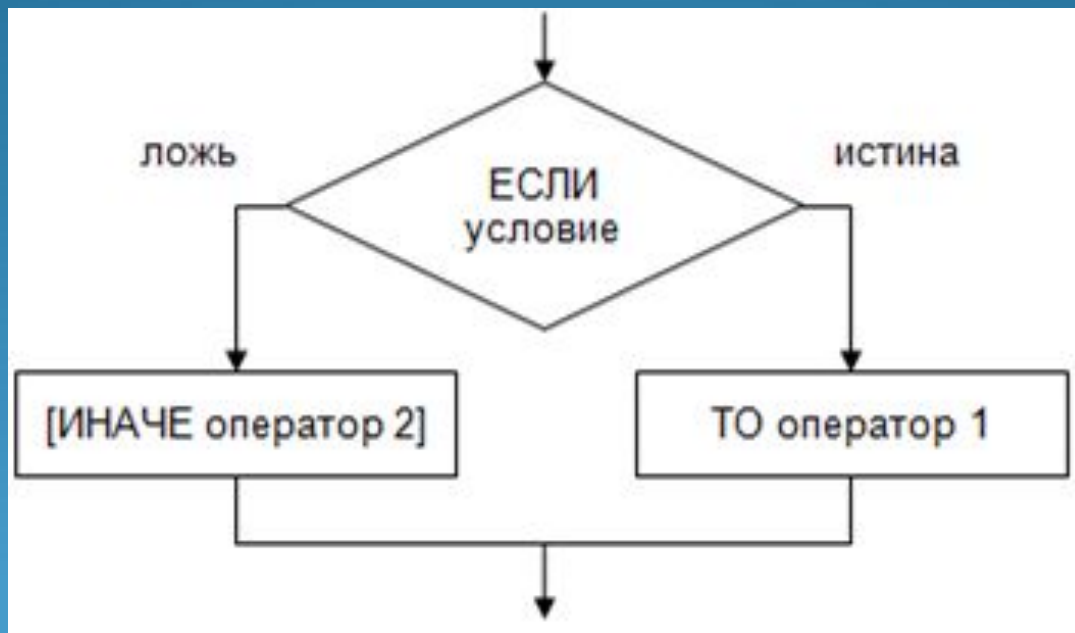 ложь
истина
ЕСЛИ
условие
[ИНАЧЕ оператор 2]
ТО оператор 1